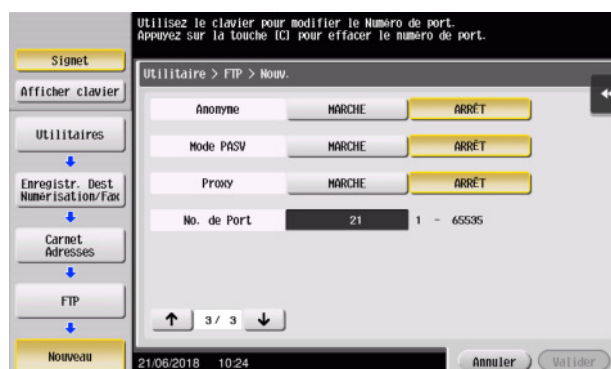 Utilisez le clavier pour modifier le Numéro de port.
Appuyez sur la touche [C] pour effacer le numéro de port.
Signet
Afficher clavier
Utilitaires
Enregistr. Dest
Numérisation/Fax
Carnet
Adresses
FTP
Nouveau
Utilitaire > FTP > Nouv.
Anonyme MARCHE ARRÊT
Mode PASV MARCHE ARRÊT
Proxy MARCHE ARRÊT
No. de Port 21 1 - 65535
3/ 3
21/06/2018 10:24
Annuler Valider